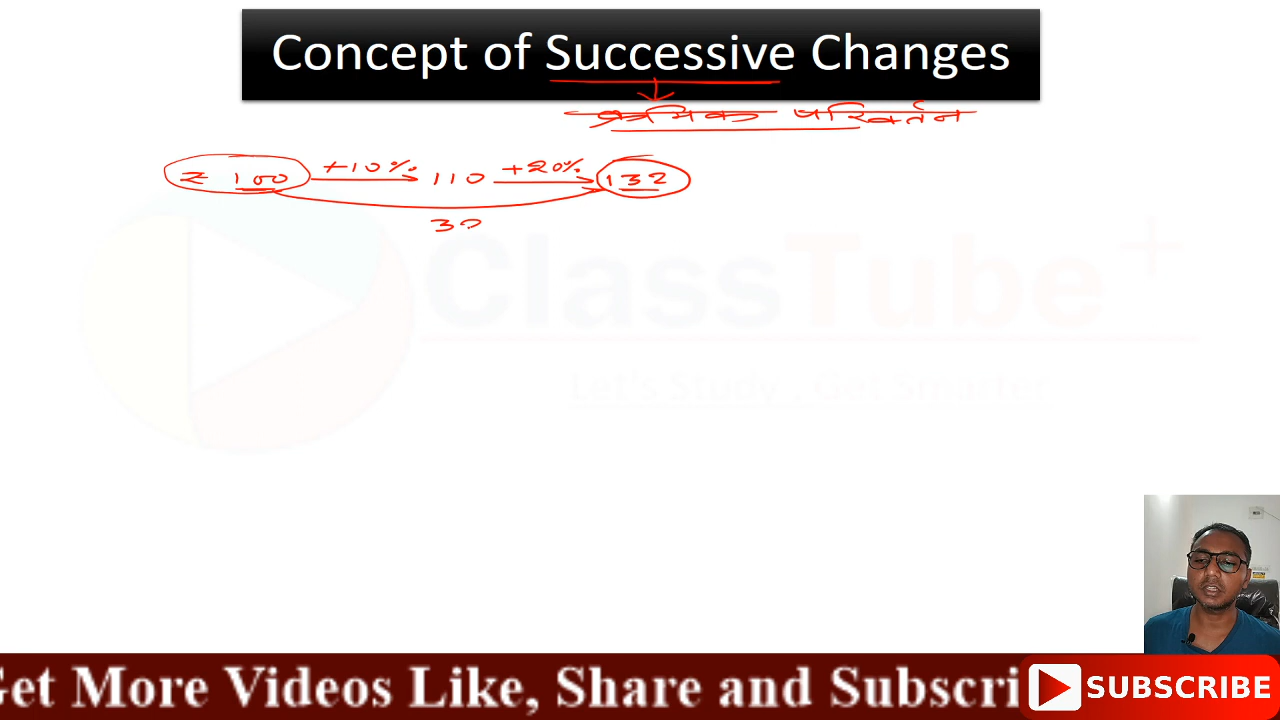 Concept of Successive Changes
क्रमिक परिवर्तन
₹ 100 +10% 110 +20% 132
32
ClassTube+
Let's Study, Get Smarter
Get More Videos Like, Share and Subscri
SUBSCRIBE